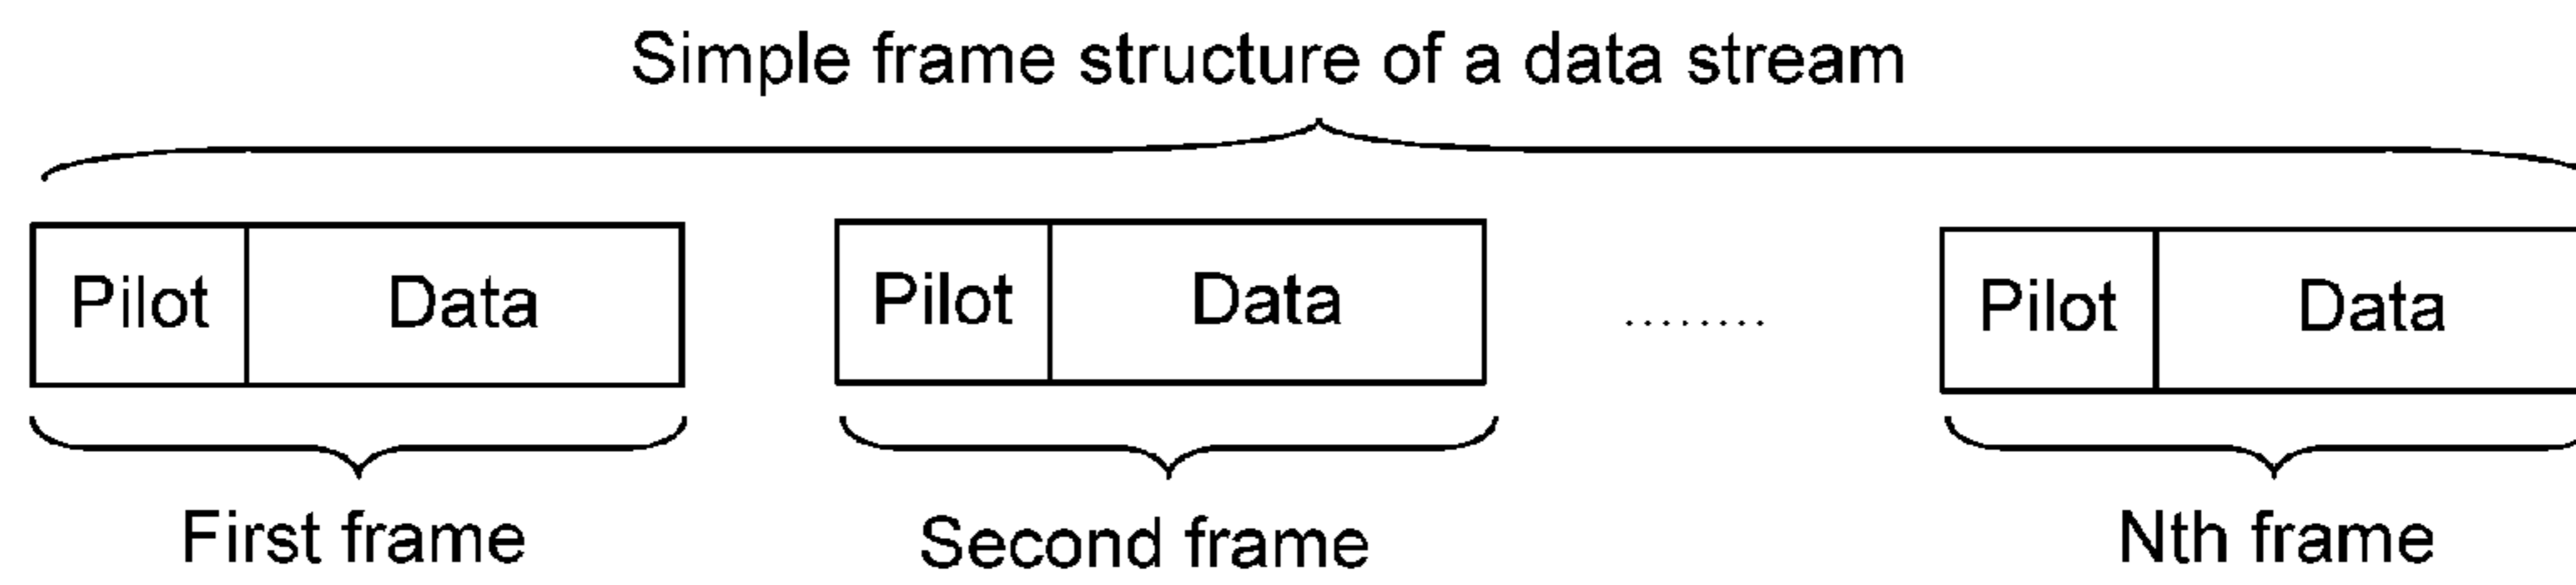 Simple frame structure of a data stream
Pilot Data Pilot Data ........ Pilot Data
First frame Second frame Nth frame